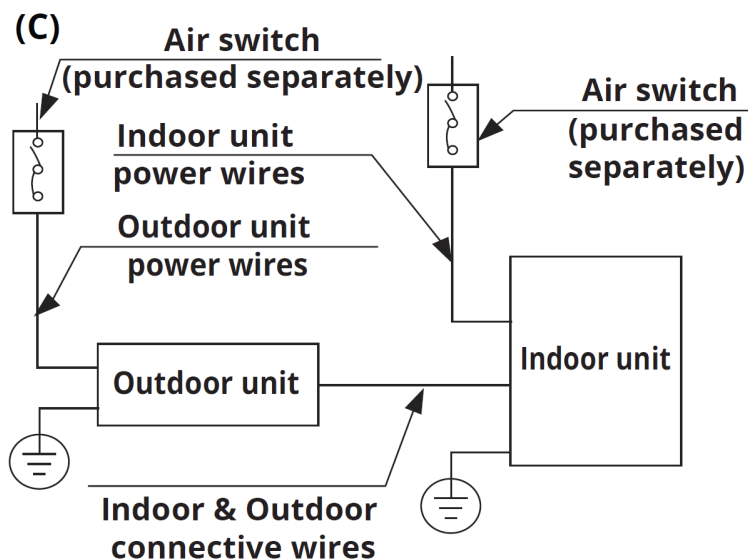 (C)
Air switch
(purchased separately)
Air switch
(purchased
separately)
Indoor unit
power wires
Outdoor unit
power wires
Indoor unit
Outdoor unit
Indoor & Outdoor
connective wires